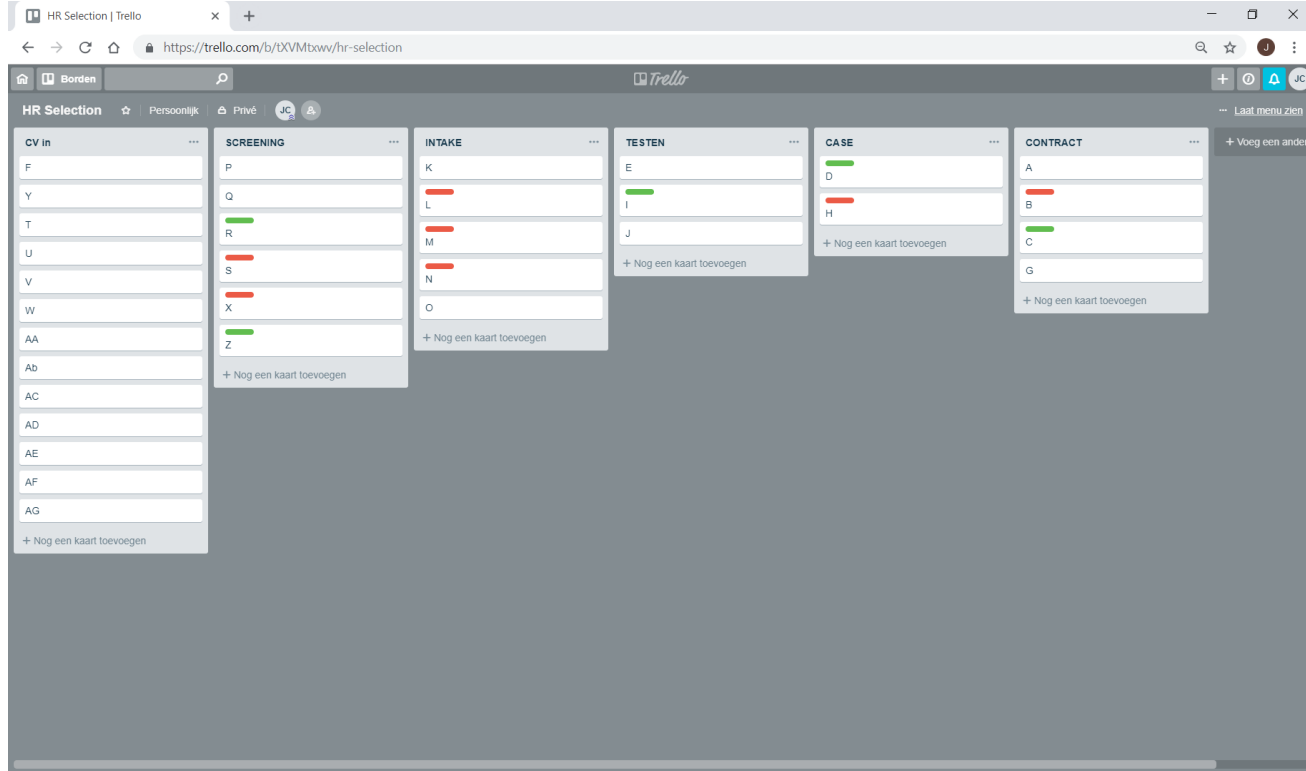 HR Selection | Trello
https://trello.com/b/tXVMtxwv/hr-selection
J
Borden
Trello
JC
HR Selection
Persoonlijk
Privé
JC
... Laat menu zien
CV in
F
Y
T
U
V
W
AA
Ab
AC
AD
AE
AF
AG
+ Nog een kaart toevoegen
SCREENING
P
Q
R
S
X
Z
+ Nog een kaart toevoegen
INTAKE
K
L
M
N
O
+ Nog een kaart toevoegen
TESTEN
E
I
J
+ Nog een kaart toevoegen
CASE
D
H
+ Nog een kaart toevoegen
CONTRACT
A
B
C
G
+ Nog een kaart toevoegen
+ Voeg een ander